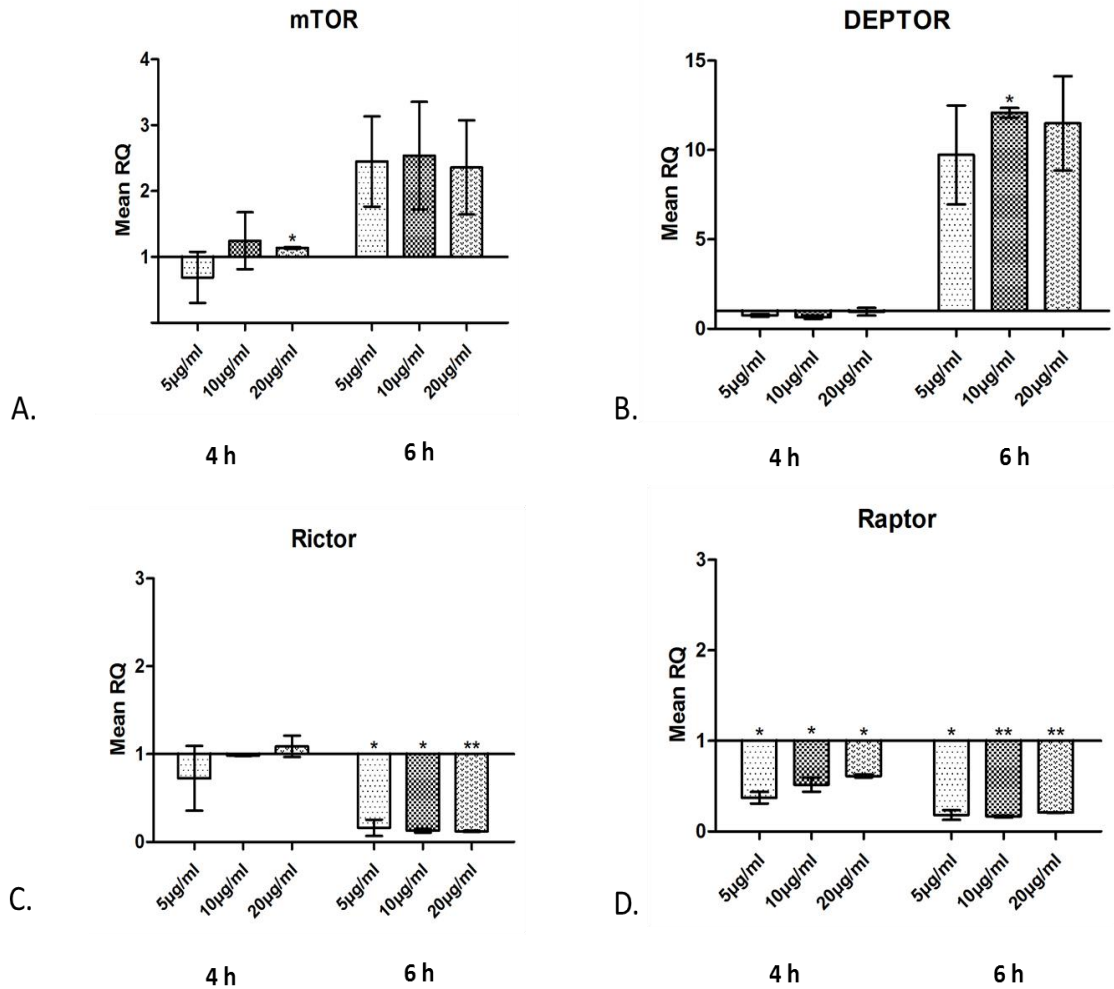 mTOR
Mean RQ
4
3
2
1
*
5µg/ml 10µg/ml 20µg/ml 5µg/ml 10µg/ml 20µg/ml
A.
4 h 6 h
DEPTOR
Mean RQ
15
10
5
0
*
5µg/ml 10µg/ml 20µg/ml 5µg/ml 10µg/ml 20µg/ml
B.
4 h 6 h
Rictor
Mean RQ
3
2
1
0
* * **
5µg/ml 10µg/ml 20µg/ml 5µg/ml 10µg/ml 20µg/ml
C.
4 h 6 h
Raptor
Mean RQ
3
2
1
0
* * * * ** **
5µg/ml 10µg/ml 20µg/ml 5µg/ml 10µg/ml 20µg/ml
D.
4 h 6 h